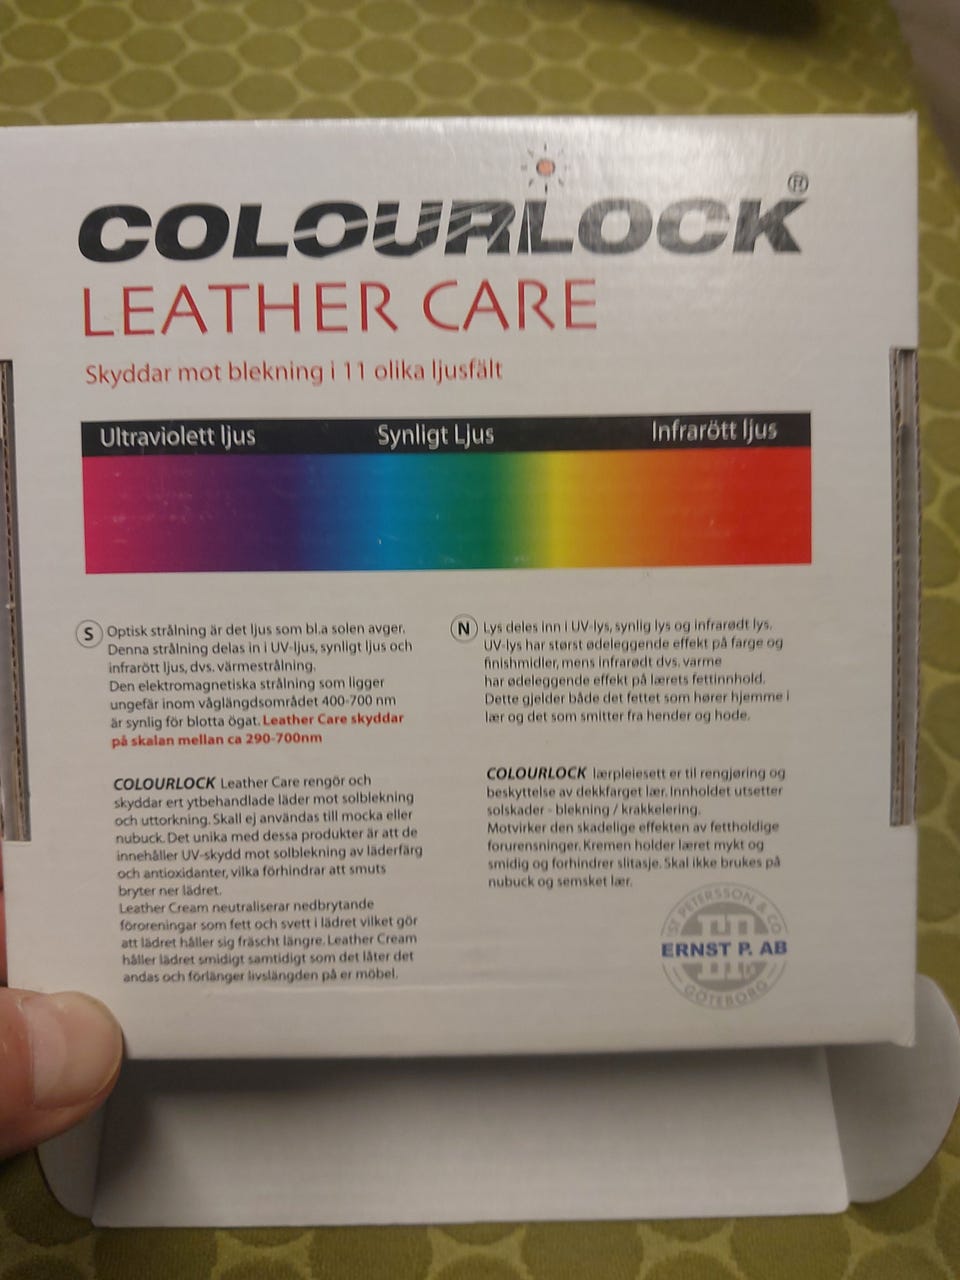 COLOURLOCK®
LEATHER CARE
Skyddar mot blekning i 11 olika ljusfält
Ultraviolett ljus Synligt Ljus Infrarött ljus
S Optisk strålning är det ljus som bl.a solen avger.
Denna strålning delas in i UV-ljus, synligt ljus och
infrarött ljus, dvs. värmestrålning.
Den elektromagnetiska strålning som ligger
ungefär inom våglängdsområdet 400-700 nm
är synlig för blotta ögat. Leather Care skyddar
på skalan mellan ca 290-700nm
COLOURLOCK Leather Care rengör och
skyddar ert ytbehandlade läder mot solblekning
och uttorkning. Skall ej användas till mocka eller
nubuck. Det unika med dessa produkter är att de
innehåller UV-skydd mot solblekning av läderfärg
och antioxidanter, vilka förhindrar att smuts
bryter ner lädret.
Leather Cream neutraliserar nedbrytande
föroreningar som fett och svett i lädret vilket gör
att lädret håller sig fräscht längre. Leather Cream
håller lädret smidigt samtidigt som det låter det
andas och förlänger livslängden på er möbel.
N Lys deles inn i UV-lys, synlig lys og infrarødt lys.
UV-lys har størst ødeleggende effekt på farge og
finishmidler, mens infrarødt dvs. varme
har ødeleggende effekt på lærets fettinnhold.
Dette gjelder både det fettet som hører hjemme i
lær og det som smitter fra hender og hode.
COLOURLOCK lærpleiesett er til rengjøring og
beskyttelse av dekkfarget lær. Innholdet utsetter
solskader - blekning / krakkelering.
Motvirker den skadelige effekten av fettholdige
forurensninger. Kremen holder læret mykt og
smidig og forhindrer slitasje. Skal ikke brukes på
nubuck og semsket lær.
ST PETERSSON & CO
ERNST P. AB
GÖTEBORG